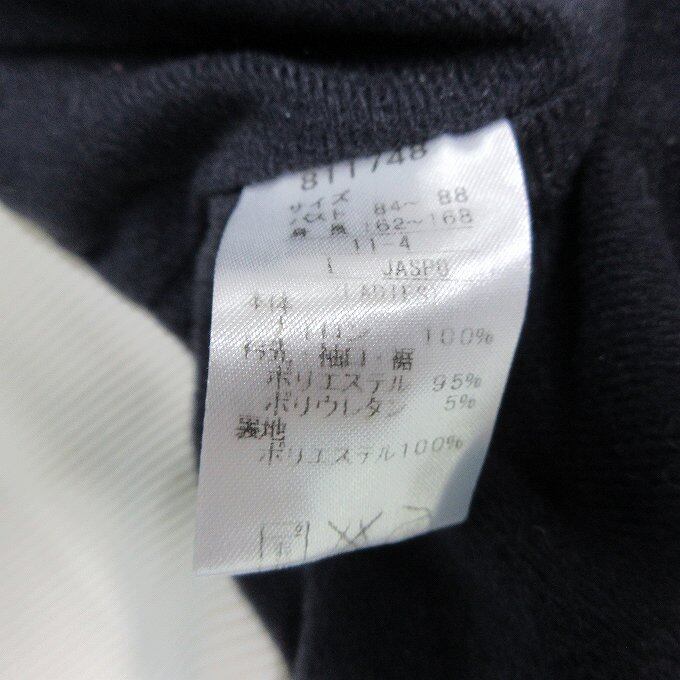 811748
サイズ
バスト 84～ 88
身 長 162～168
11-4
L JASPO
本体 (LADIES)
ナイロン 100%
衿・袖口・裾
ポリエステル 95%
ポリウレタン 5%
裏地
ポリエステル100%